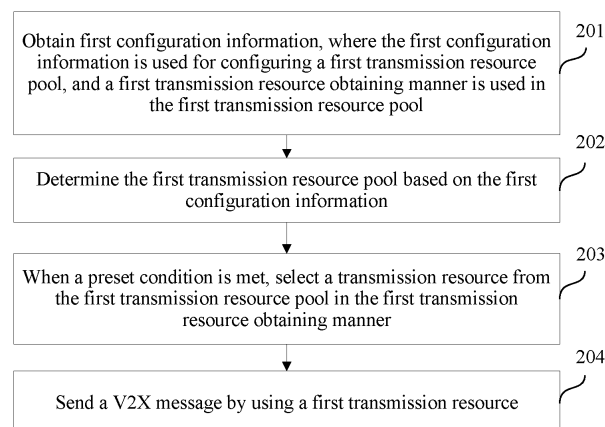 Obtain first configuration information, where the first configuration
information is used for configuring a first transmission resource
pool, and a first transmission resource obtaining manner is used in
the first transmission resource pool
201
Determine the first transmission resource pool based on the first
configuration information
202
When a preset condition is met, select a transmission resource from
the first transmission resource pool in the first transmission
resource obtaining manner
203
Send a V2X message by using a first transmission resource
204